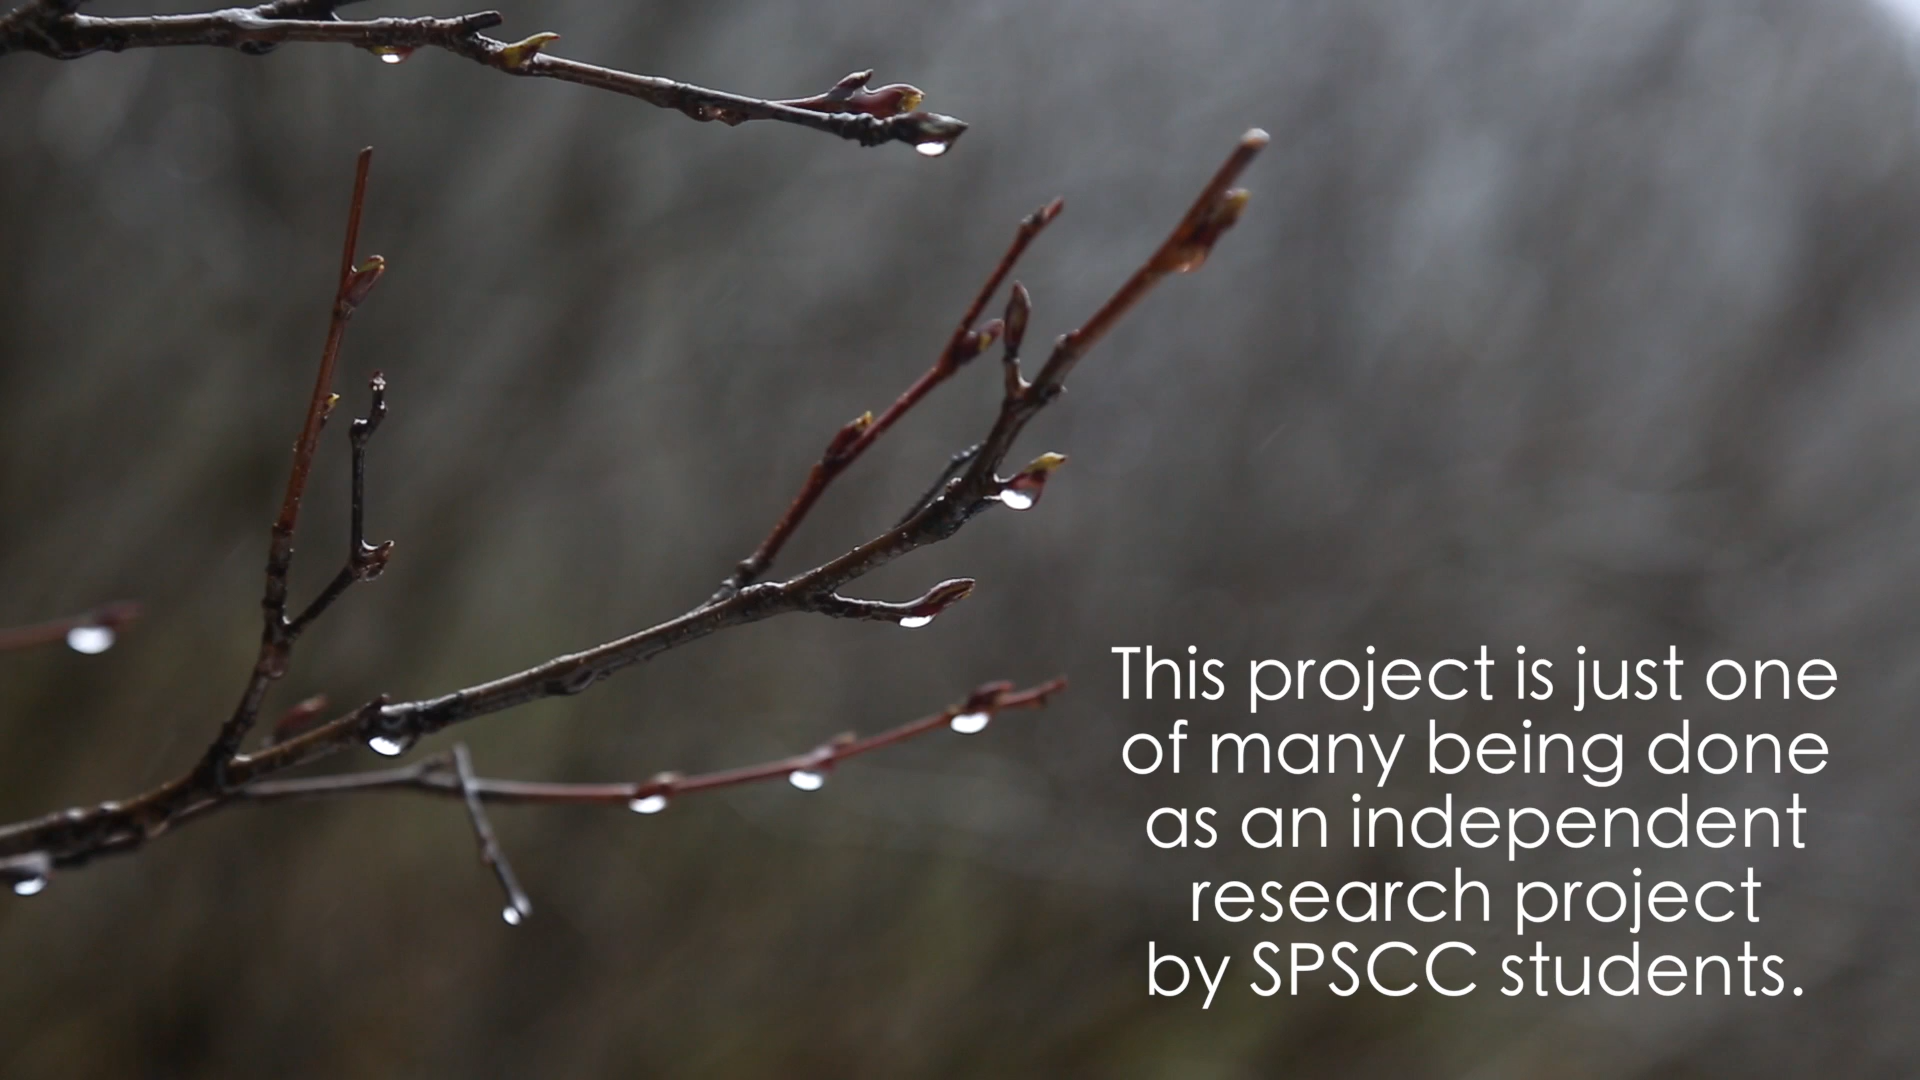 This project is just one
of many being done
as an independent
research project
by SPSCC students.